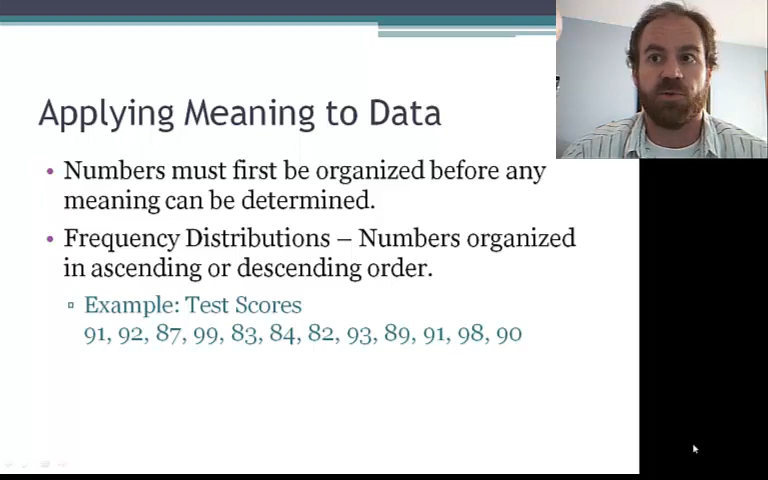 Applying Meaning to Data
• Numbers must first be organized before any
meaning can be determined.
• Frequency Distributions – Numbers organized
in ascending or descending order.
▫ Example: Test Scores
91, 92, 87, 99, 83, 84, 82, 93, 89, 91, 98, 90